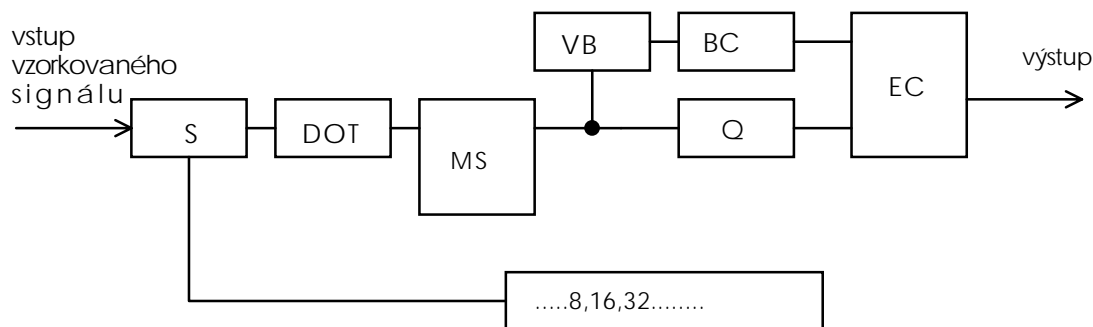 vstup
vzorkovaného
signálu
S
DOT
MS
VB
BC
Q
EC
výstup
.....8,16,32........